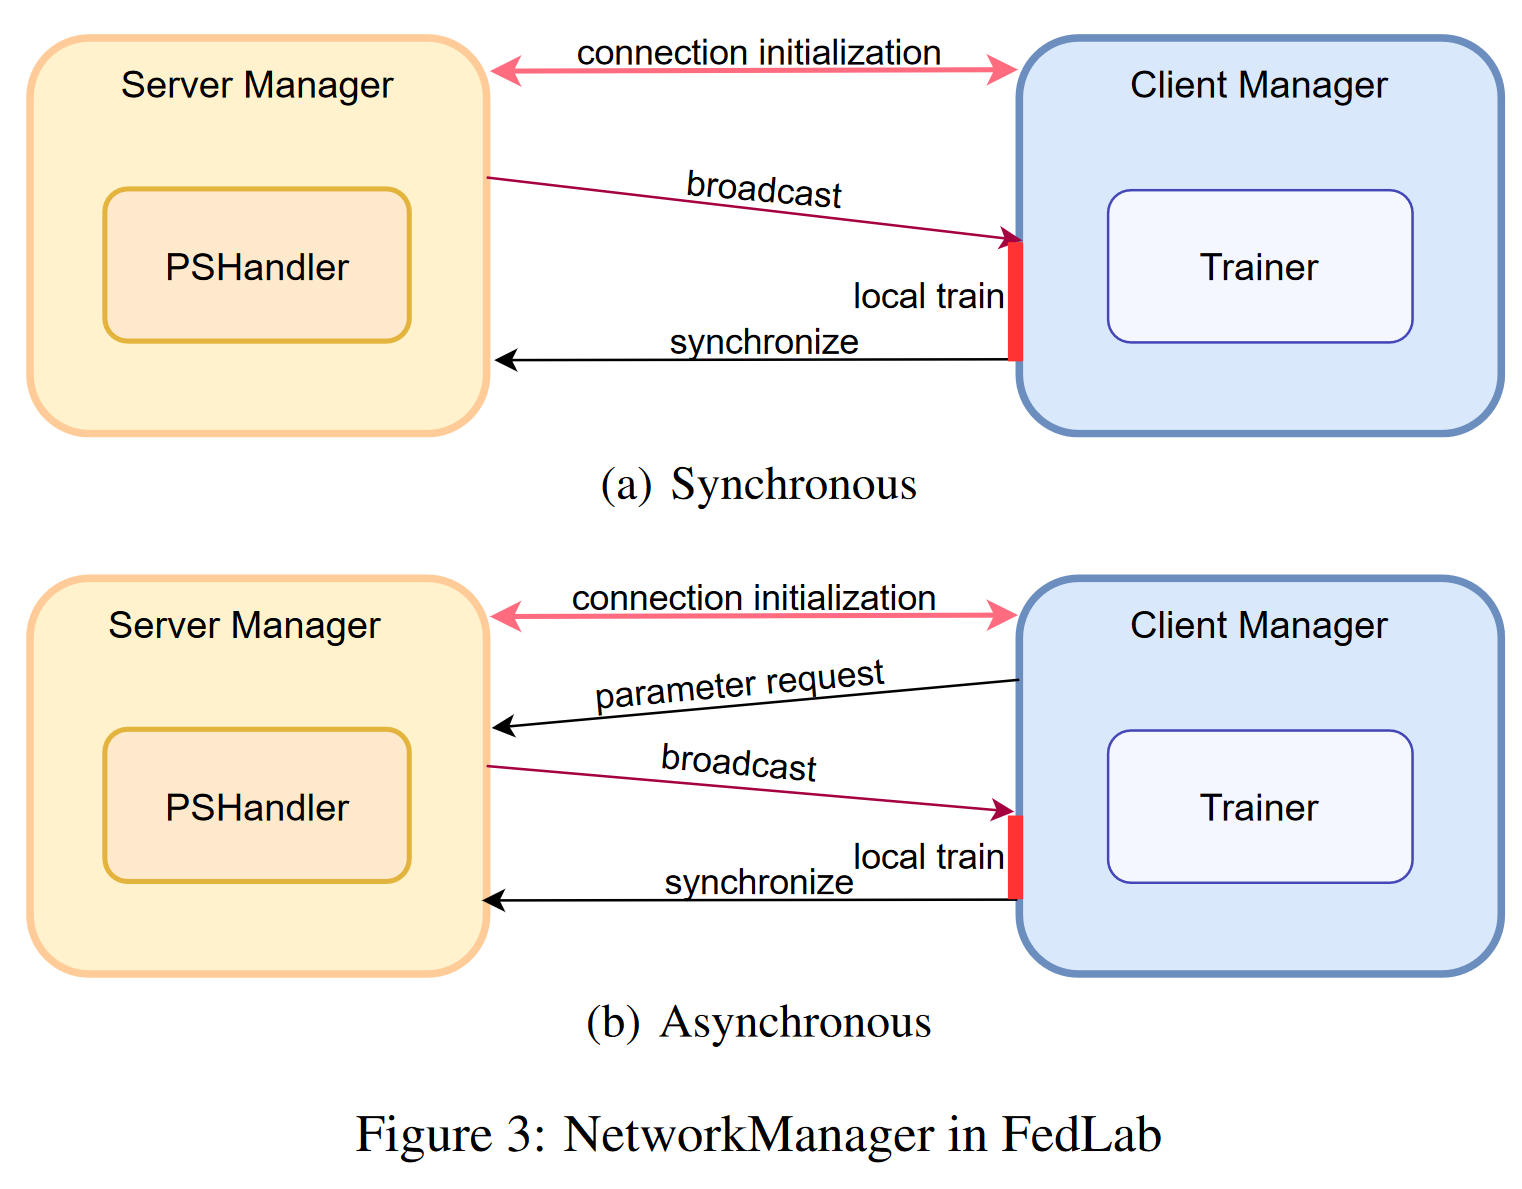 connection initialization
Server Manager
Client Manager
broadcast
PSHandler
Trainer
local train
synchronize
(a) Synchronous
connection initialization
Server Manager
Client Manager
parameter request
broadcast
PSHandler
Trainer
local train
synchronize
(b) Asynchronous
Figure 3: NetworkManager in FedLab